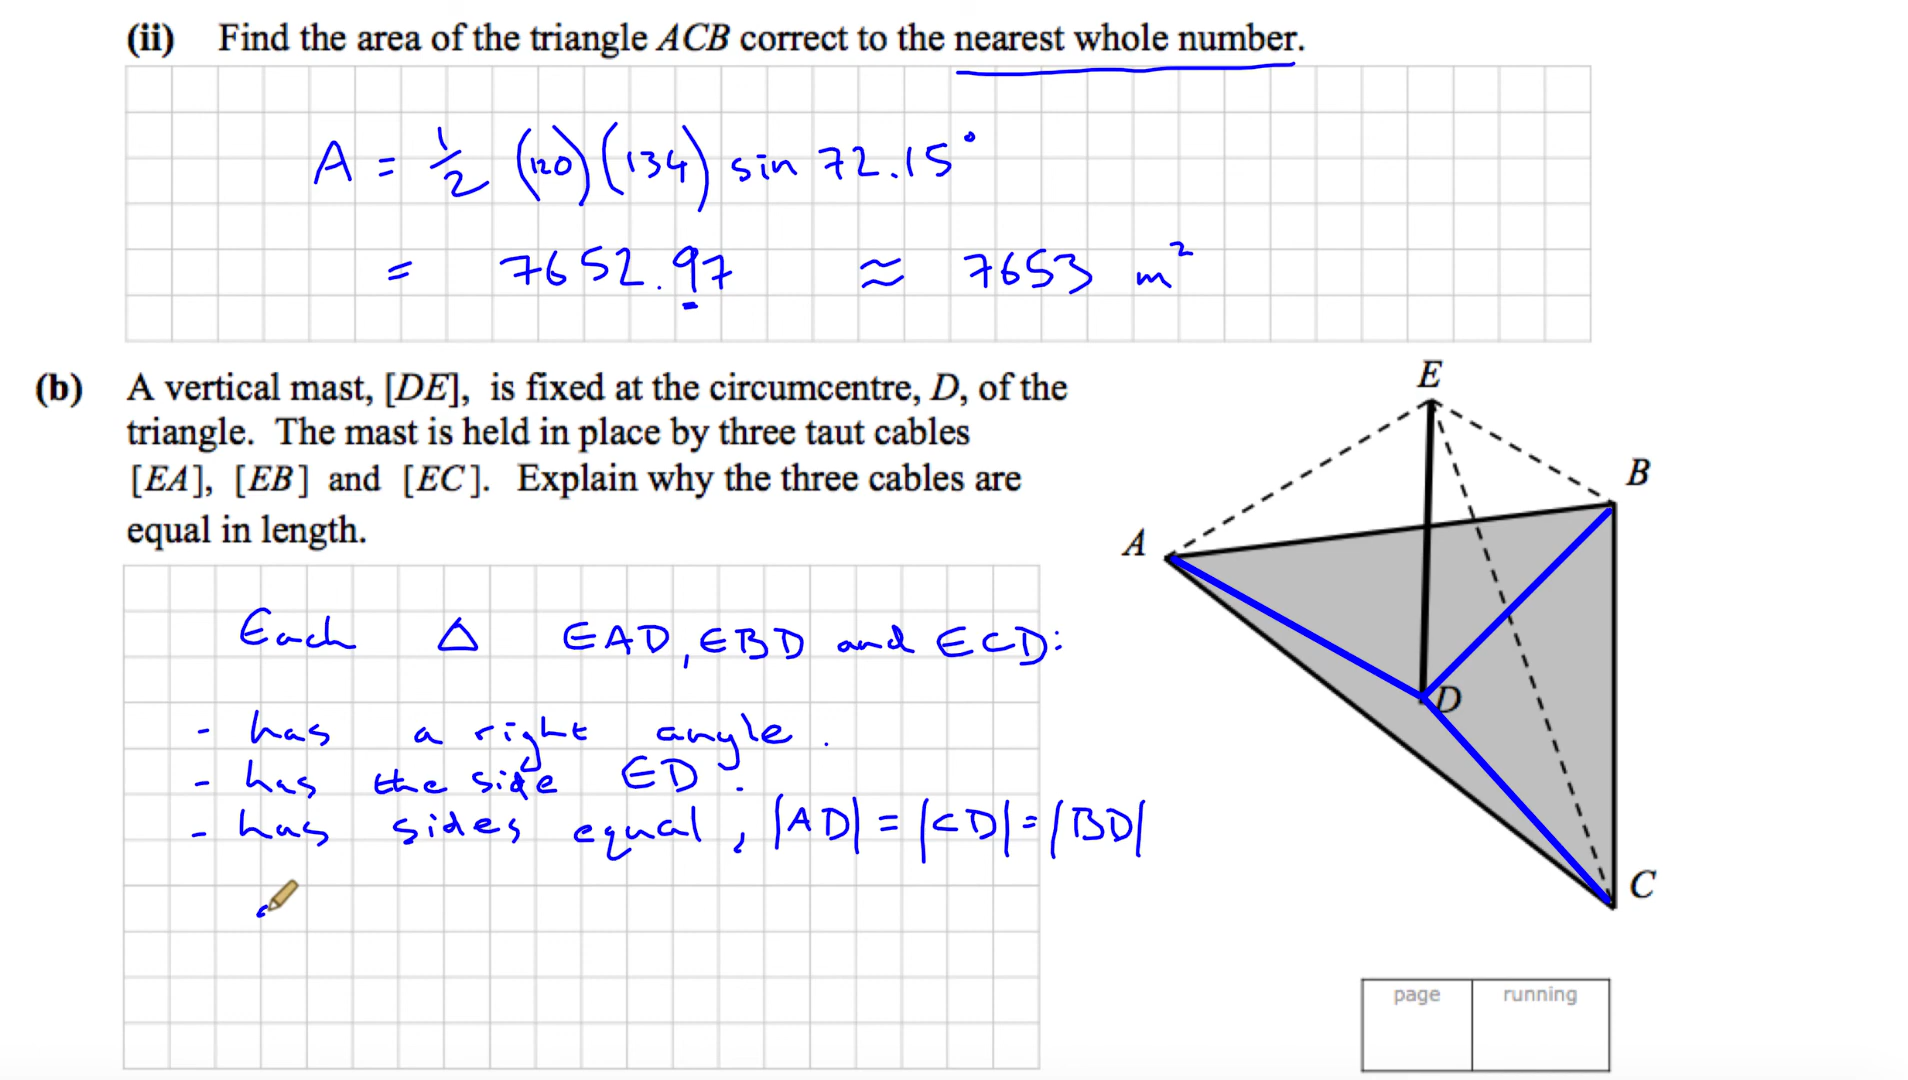 (ii) Find the area of the triangle ACB correct to the nearest whole number.
A = 1/2 (120)(134) sin 72.15°
= 7652.97 ≈ 7653 m²
(b) A vertical mast, [DE], is fixed at the circumcentre, D, of the
triangle. The mast is held in place by three taut cables
[EA], [EB] and [EC]. Explain why the three cables are
equal in length.
Each △ EAD, EBD and ECD:
- has a right angle.
- has the side ED.
- has sides equal, |AD| = |CD| = |BD|
E
B
A
D
C
page running